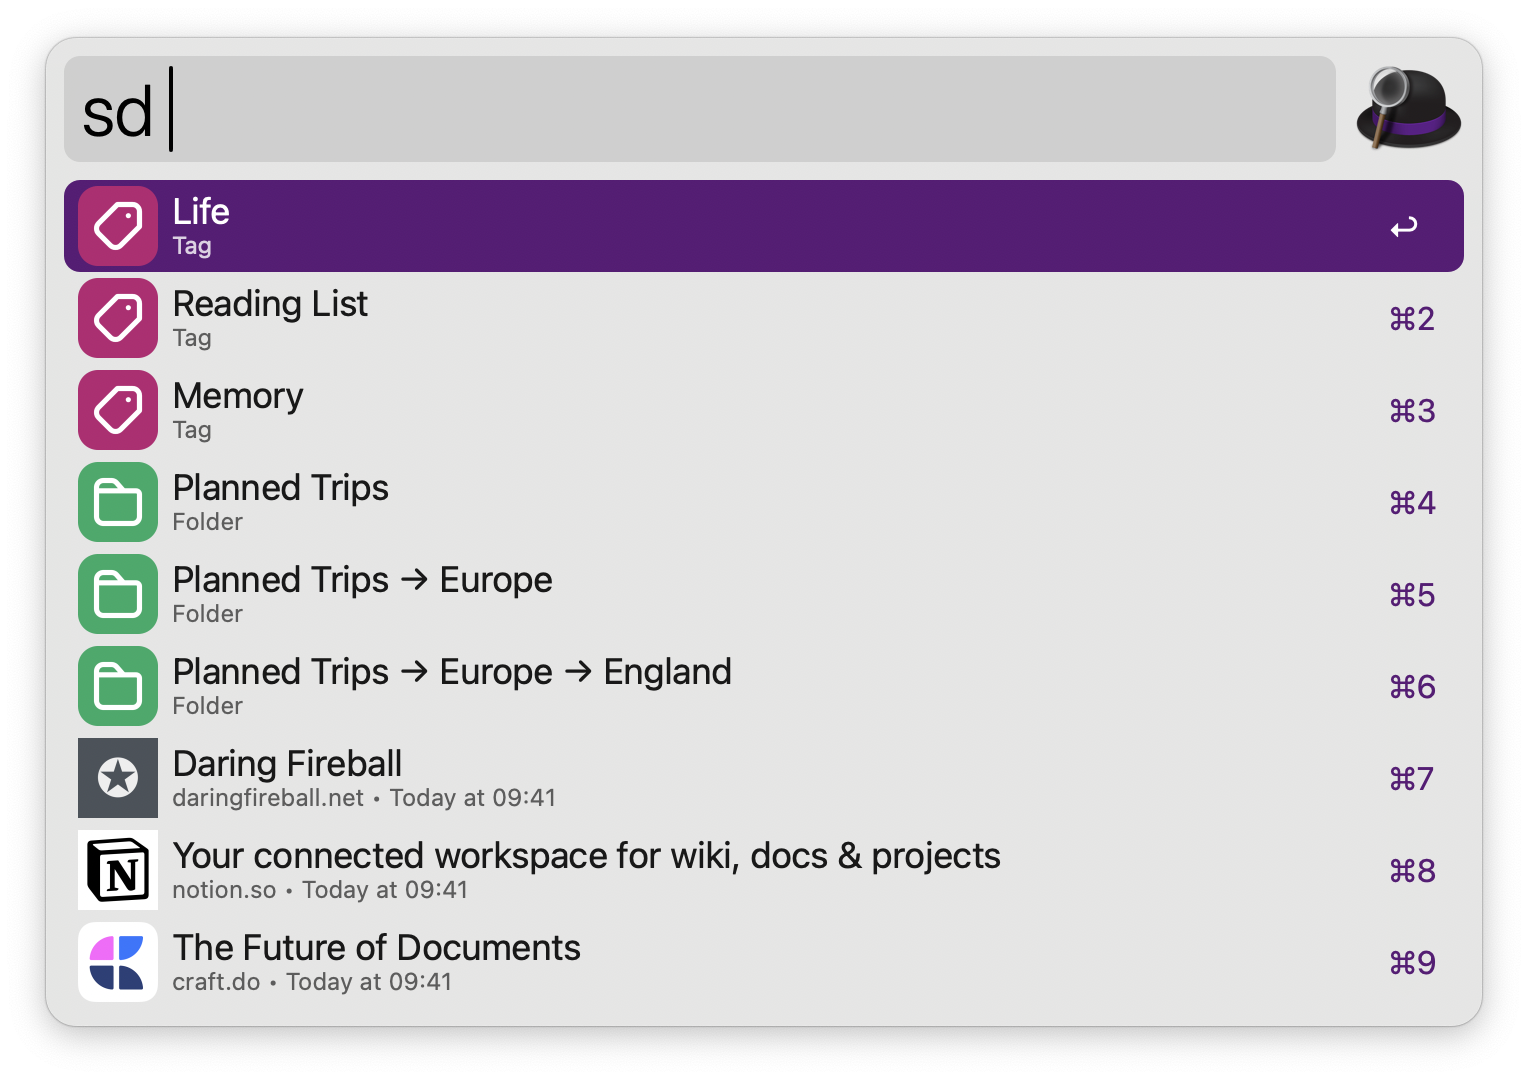 sd
Life
Tag
Reading List
Tag
⌘2
Memory
Tag
⌘3
Planned Trips
Folder
⌘4
Planned Trips → Europe
Folder
⌘5
Planned Trips → Europe → England
Folder
⌘6
Daring Fireball
daringfireball.net • Today at 09:41
⌘7
N
Your connected workspace for wiki, docs & projects
notion.so • Today at 09:41
⌘8
The Future of Documents
craft.do • Today at 09:41
⌘9